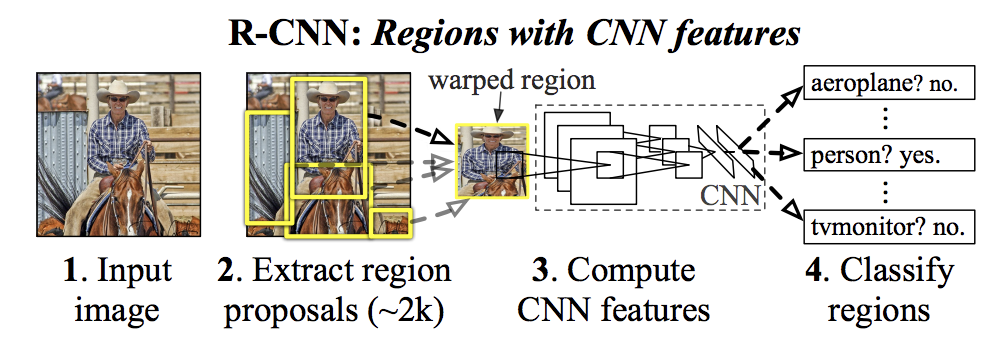 R-CNN: Regions with CNN features
warped region
aeroplane? no.
person? yes.
tvmonitor? no.
CNN
1. Input
image
2. Extract region
proposals (~2k)
3. Compute
CNN features
4. Classify
regions